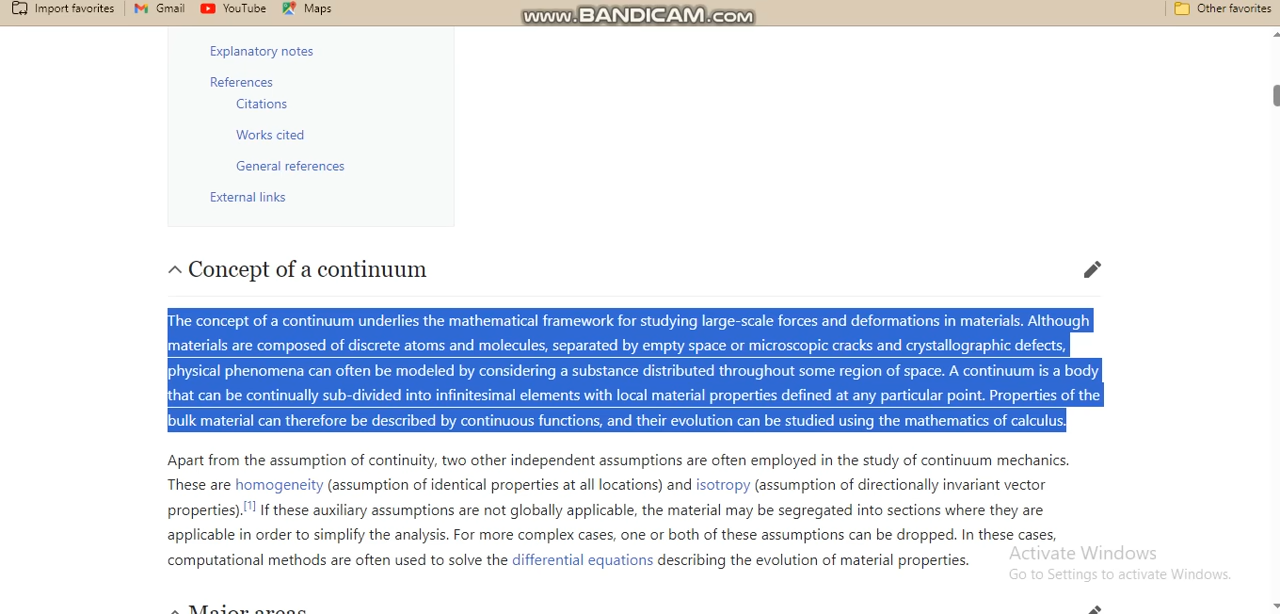 Import favorites Gmail YouTube Maps www.BANDICAM.com Other favorites
Explanatory notes
References
Citations
Works cited
General references
External links
Concept of a continuum
The concept of a continuum underlies the mathematical framework for studying large-scale forces and deformations in materials. Although
materials are composed of discrete atoms and molecules, separated by empty space or microscopic cracks and crystallographic defects,
physical phenomena can often be modeled by considering a substance distributed throughout some region of space. A continuum is a body
that can be continually sub-divided into infinitesimal elements with local material properties defined at any particular point. Properties of the
bulk material can therefore be described by continuous functions, and their evolution can be studied using the mathematics of calculus.
Apart from the assumption of continuity, two other independent assumptions are often employed in the study of continuum mechanics.
These are homogeneity (assumption of identical properties at all locations) and isotropy (assumption of directionally invariant vector
properties).[1] If these auxiliary assumptions are not globally applicable, the material may be segregated into sections where they are
applicable in order to simplify the analysis. For more complex cases, one or both of these assumptions can be dropped. In these cases,
computational methods are often used to solve the differential equations describing the evolution of material properties.
Activate Windows
Go to Settings to activate Windows.
Major areas